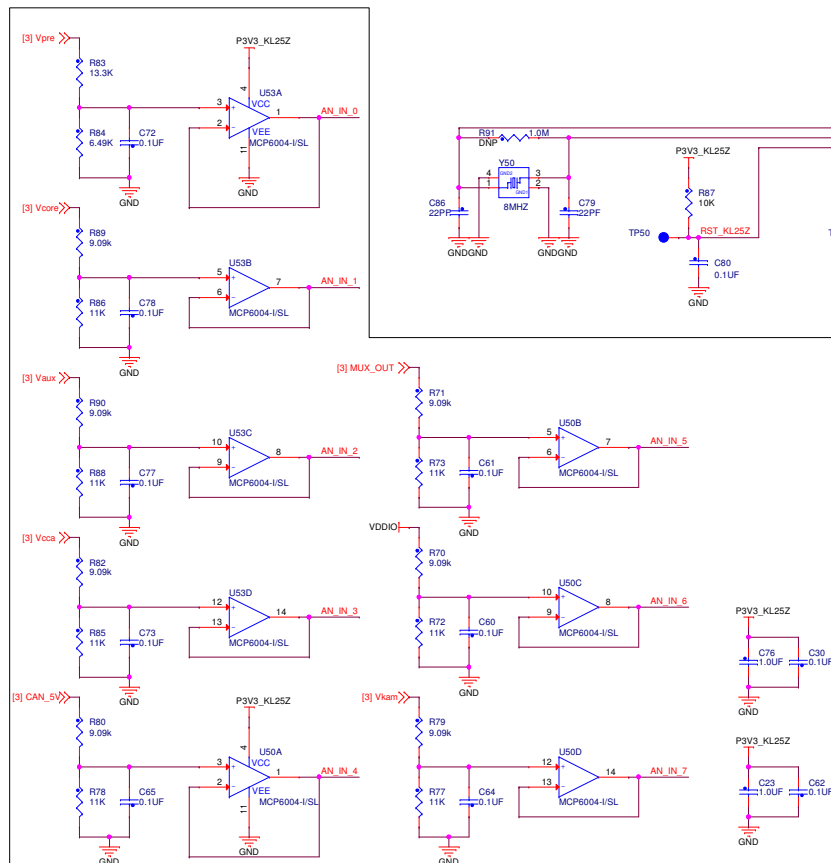 [3] Vpre
R83
13.3K
R84
6.49K
C72
0.1UF
P3V3_KL25Z
U53A
3
+
VCC
4
1
AN_IN_0
2
-
VEE
11
MCP6004-I/SL
GND
GND
[3] Vcore
R89
9.09k
R86
11K
C78
0.1UF
U53B
5
+
7
AN_IN_1
6
-
MCP6004-I/SL
GND
[3] Vaux
R90
9.09k
R88
11K
C77
0.1UF
U53C
10
+
8
AN_IN_2
9
-
MCP6004-I/SL
GND
[3] Vcca
R82
9.09k
R85
11K
C73
0.1UF
U53D
12
+
14
AN_IN_3
13
-
MCP6004-I/SL
GND
[3] CAN_5V
R80
9.09k
R78
11K
C65
0.1UF
P3V3_KL25Z
U50A
3
+
VCC
4
1
AN_IN_4
2
-
VEE
11
MCP6004-I/SL
GND
GND
R91
1.0M
DNP
Y50
4
GND2
3
1
GND1
2
8MHZ
C86
22PF
C79
22PF
GND
GND
GND
GND
P3V3_KL25Z
R87
10K
TP50
RST_KL25Z
C80
0.1UF
GND
T
[3] MUX_OUT
R71
9.09k
R73
11K
C61
0.1UF
U50B
5
+
7
AN_IN_5
6
-
MCP6004-I/SL
GND
VDDIO
R70
9.09k
R72
11K
C60
0.1UF
U50C
10
+
8
AN_IN_6
9
-
MCP6004-I/SL
GND
[3] Vkam
R79
9.09k
R77
11K
C64
0.1UF
U50D
12
+
14
AN_IN_7
13
-
MCP6004-I/SL
GND
P3V3_KL25Z
C76
1.0UF
C30
0.1UF
GND
P3V3_KL25Z
C23
1.0UF
C62
0.1UF
GND